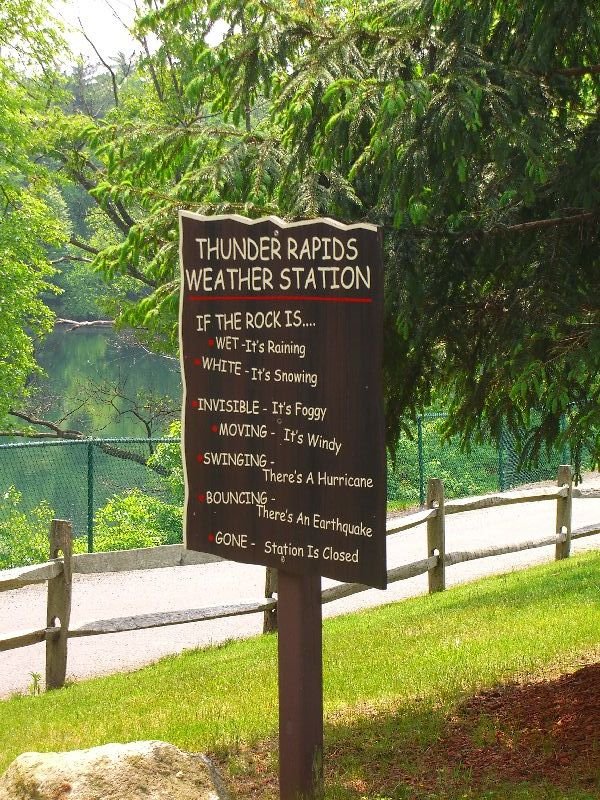 THUNDER RAPIDS
WEATHER STATION
IF THE ROCK IS....
WET -It's Raining
WHITE - It's Snowing
INVISIBLE - It's Foggy
MOVING - It's Windy
SWINGING -
There's A Hurricane
BOUNCING -
There's An Earthquake
GONE - Station Is Closed